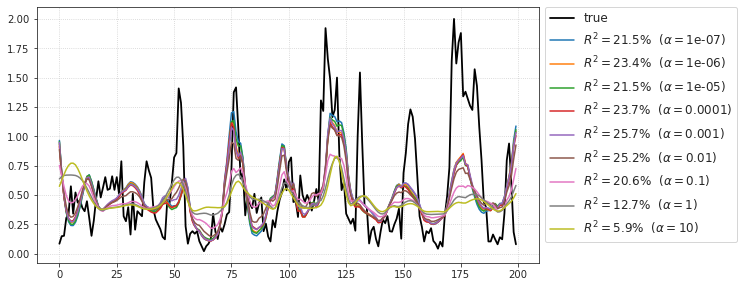 2.00
1.75
1.50
1.25
1.00
0.75
0.50
0.25
0.00
0 25 50 75 100 125 150 175 200
true
R² = 21.5% (α = 1e-07)
R² = 23.4% (α = 1e-06)
R² = 21.5% (α = 1e-05)
R² = 23.7% (α = 0.0001)
R² = 25.7% (α = 0.001)
R² = 25.2% (α = 0.01)
R² = 20.6% (α = 0.1)
R² = 12.7% (α = 1)
R² = 5.9% (α = 10)